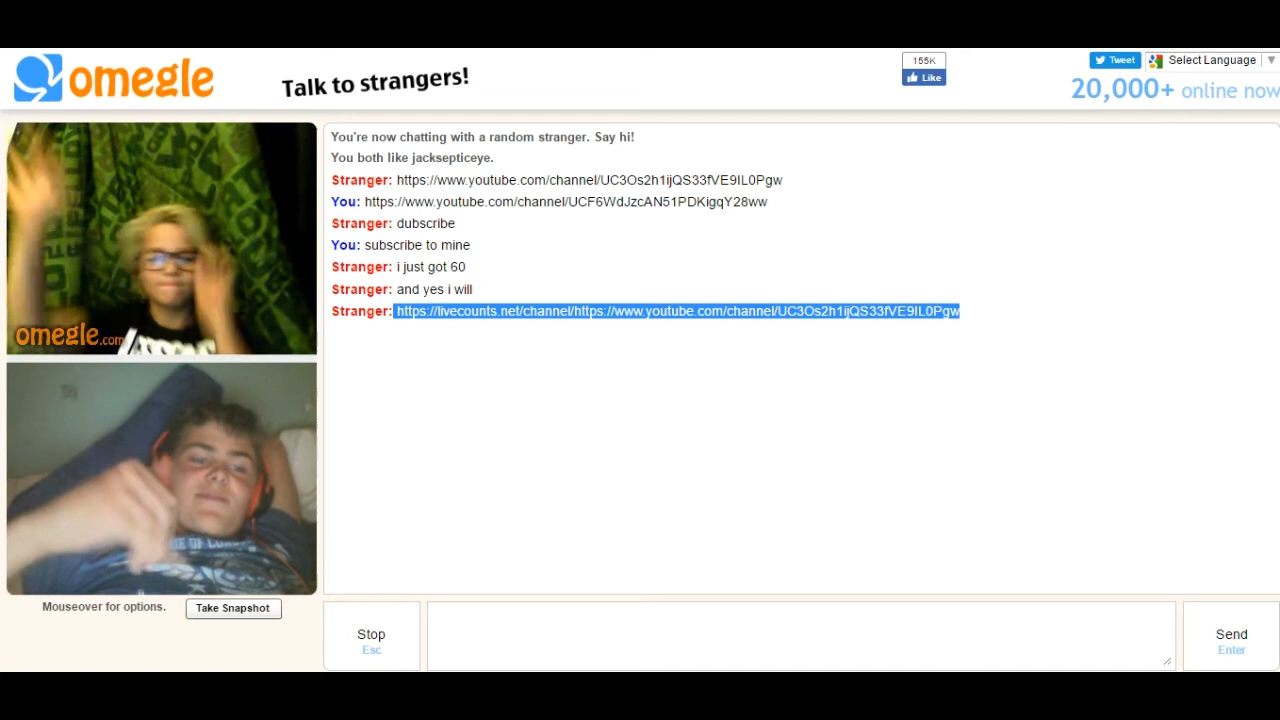 omegle
Talk to strangers!
155K
Like
Tweet
Select Language
20,000+ online now
You're now chatting with a random stranger. Say hi!
You both like jacksepticeye.
Stranger: https://www.youtube.com/channel/UC3Os2h1ijQS33fVE9IL0Pgw
You: https://www.youtube.com/channel/UCF6WdJzcAN51PDKigqY28ww
Stranger: dubscribe
You: subscribe to mine
Stranger: i just got 60
Stranger: and yes i will
Stranger: https://livecounts.net/channel/https://www.youtube.com/channel/UC3Os2h1ijQS33fVE9IL0Pgw
omegle.com
Mouseover for options.
Take Snapshot
Stop
Esc
Send
Enter